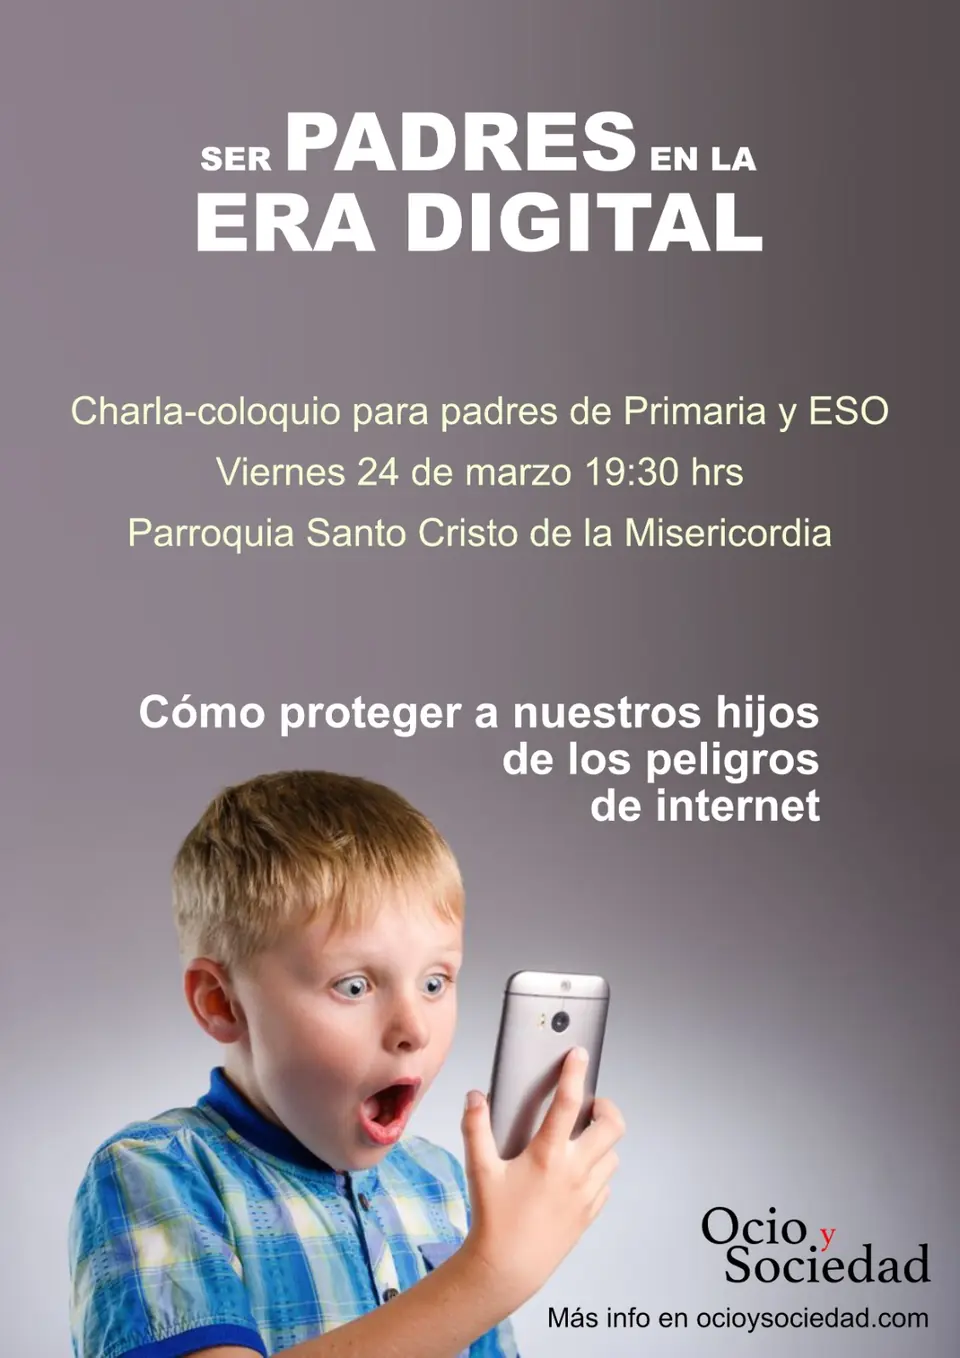 SER PADRES EN LA
ERA DIGITAL
Charla-coloquio para padres de Primaria y ESO
Viernes 24 de marzo 19:30 hrs
Parroquia Santo Cristo de la Misericordia
Cómo proteger a nuestros hijos
de los peligros
de internet
Ocio y
Sociedad
Más info en ocioysociedad.com